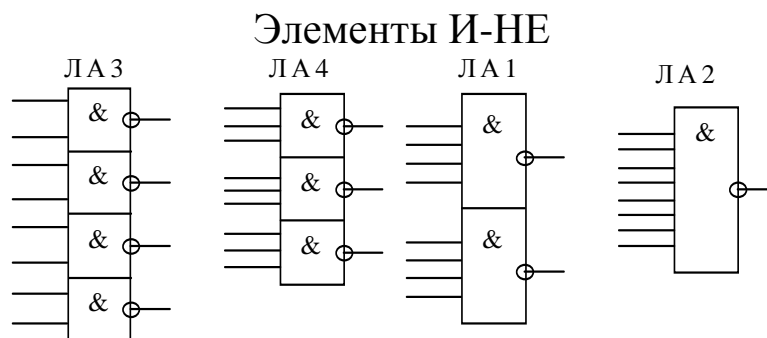 Элементы И-НЕ
ЛА3 ЛА4 ЛА1 ЛА2
& & & &
& & &
& &
&